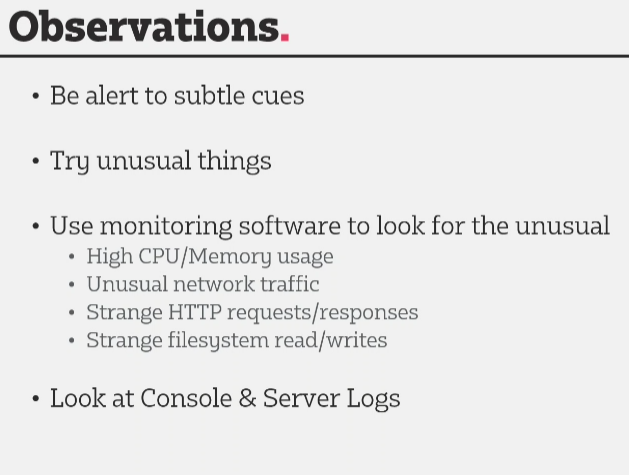 Observations.
• Be alert to subtle cues
• Try unusual things
• Use monitoring software to look for the unusual
• High CPU/Memory usage
• Unusual network traffic
• Strange HTTP requests/responses
• Strange filesystem read/writes
• Look at Console & Server Logs